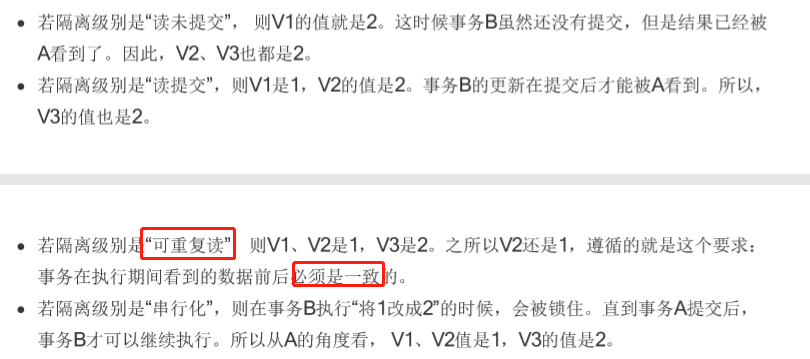 • 若隔离级别是“读未提交”， 则V1的值就是2。这时候事务B虽然还没有提交，但是结果已经被
A看到了。因此，V2、V3也都是2。
• 若隔离级别是“读提交”，则V1是1，V2的值是2。事务B的更新在提交后才能被A看到。所以，
V3的值也是2。
• 若隔离级别是“可重复读”， 则V1、V2是1，V3是2。之所以V2还是1，遵循的就是这个要求：
事务在执行期间看到的数据前后必须是一致的。
• 若隔离级别是“串行化”，则在事务B执行“将1改成2”的时候，会被锁住。直到事务A提交后，
事务B才可以继续执行。所以从A的角度看， V1、V2值是1，V3的值是2。